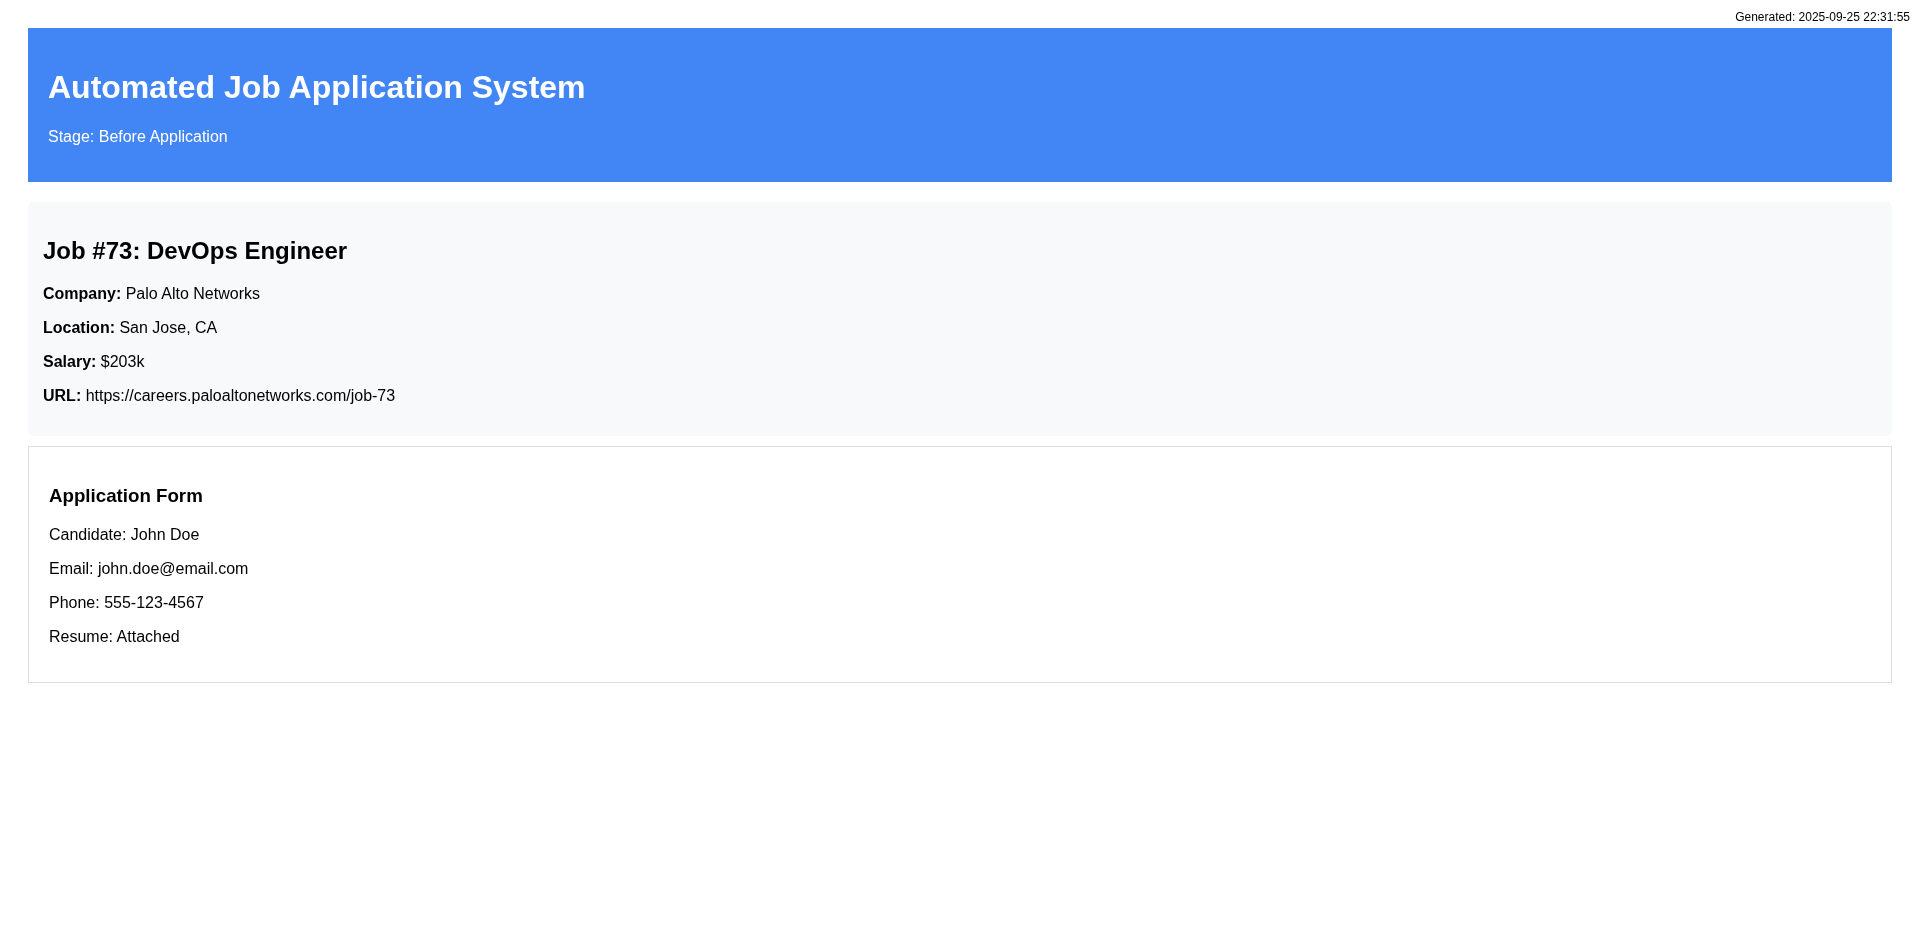 Generated: 2025-09-25 22:31:55
Automated Job Application System
Stage: Before Application
Job #73: DevOps Engineer
Company: Palo Alto Networks
Location: San Jose, CA
Salary: $203k
URL: https://careers.paloaltonetworks.com/job-73
Application Form
Candidate: John Doe
Email: john.doe@email.com
Phone: 555-123-4567
Resume: Attached